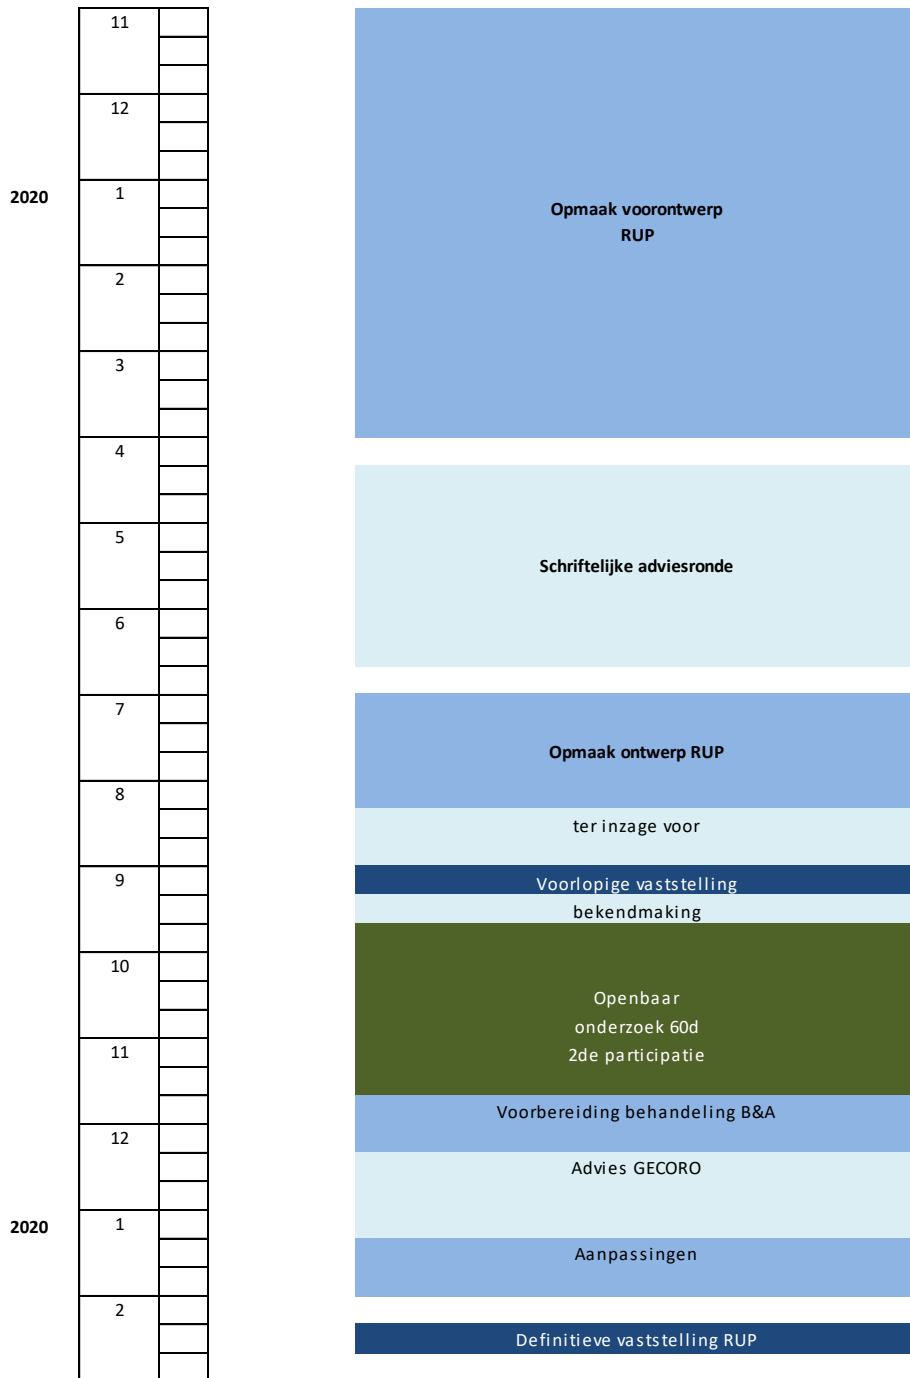 11
12
2020
1
Opmaak voorontwerp
RUP
2
3
4
5
Schriftelijke adviesronde
6
7
Opmaak ontwerp RUP
8
ter inzage voor
9
Voorlopige vaststelling
bekendmaking
10
Openbaar
onderzoek 60d
11
2de participatie
Voorbereiding behandeling B&A
12
Advies GECORO
2020
1
Aanpassingen
2
Definitieve vaststelling RUP